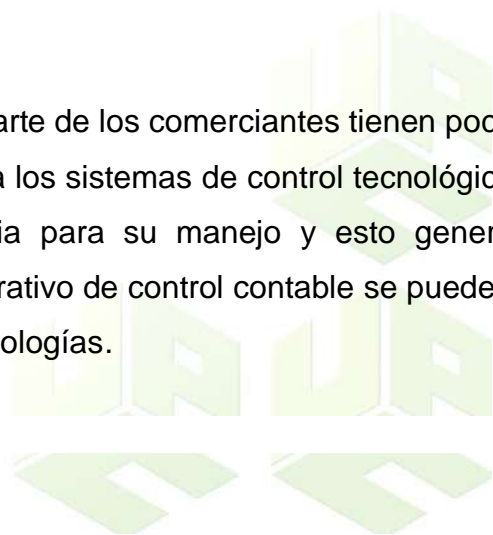 arte de los comerciantes tienen poc
a los sistemas de control tecnológic
ia para su manejo y esto gener
rativo de control contable se puede
ologías.